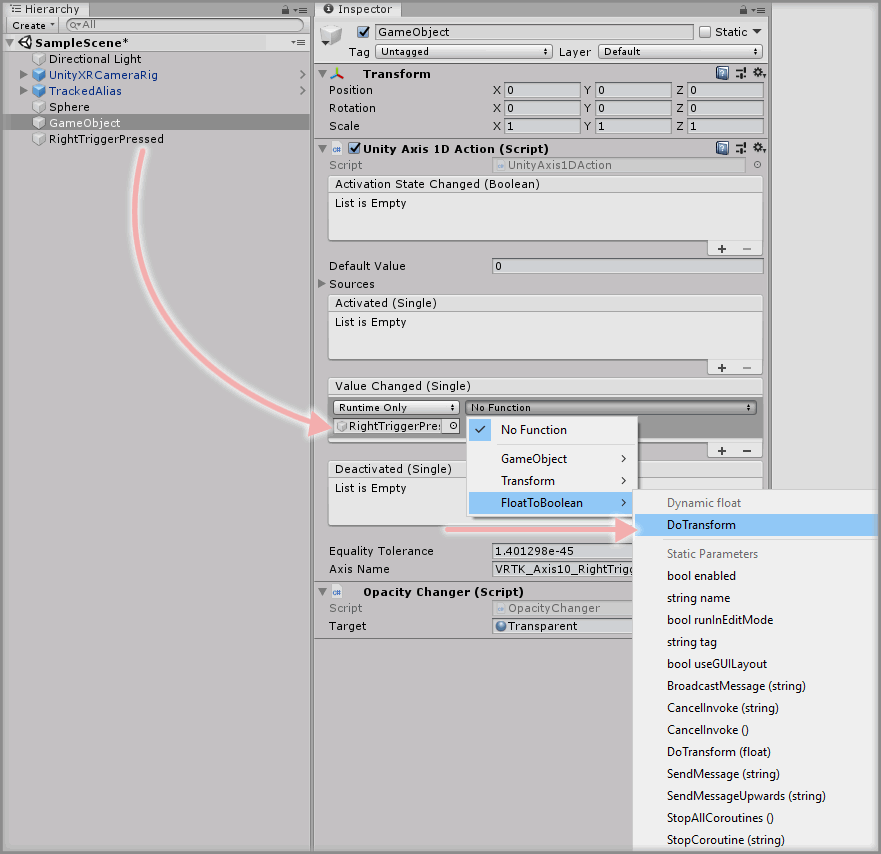 Hierarchy
Create
All
SampleScene*
Directional Light
UnityXRCameraRig
TrackedAlias
Sphere
GameObject
RightTriggerPressed
Inspector
GameObject
Static
Tag Untagged Layer Default
Transform
Position X 0 Y 0 Z 0
Rotation X 0 Y 0 Z 0
Scale X 1 Y 1 Z 1
Unity Axis 1D Action (Script)
Script UnityAxis1DAction
Activation State Changed (Boolean)
List is Empty
Default Value 0
Sources
Activated (Single)
List is Empty
Value Changed (Single)
Runtime Only No Function
RightTriggerPres
No Function
GameObject
Transform
FloatToBoolean
Deactivated (Single)
List is Empty
Equality Tolerance 1.401298e-45
Axis Name VRTK_Axis10_RightTrigg
Opacity Changer (Script)
Script OpacityChanger
Target Transparent
Dynamic float
DoTransform
Static Parameters
bool enabled
string name
bool runInEditMode
string tag
bool useGUILayout
BroadcastMessage (string)
CancelInvoke (string)
CancelInvoke ()
DoTransform (float)
SendMessage (string)
SendMessageUpwards (string)
StopAllCoroutines ()
StopCoroutine (string)